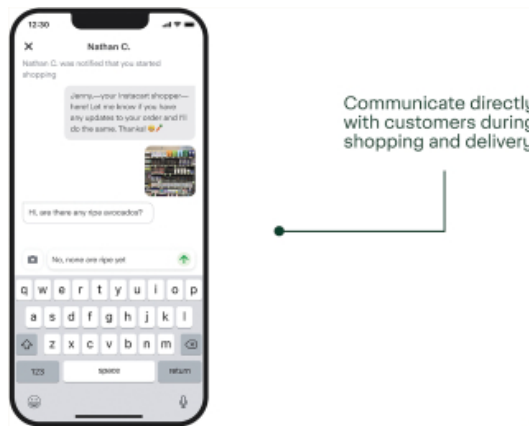 12:30
Nathan C.
Nathan C. was notified that you started
shopping
Jenny,—your Instacart shopper—
here! Let me know if you have
any updates to your order and I'll
do the same. Thanks!
Hi, are there any ripe avocados?
No, none are ripe yet
q w e r t y u i o p
a s d f g h j k l
z x c v b n m
123 space return
Communicate directly
with customers during
shopping and delivery